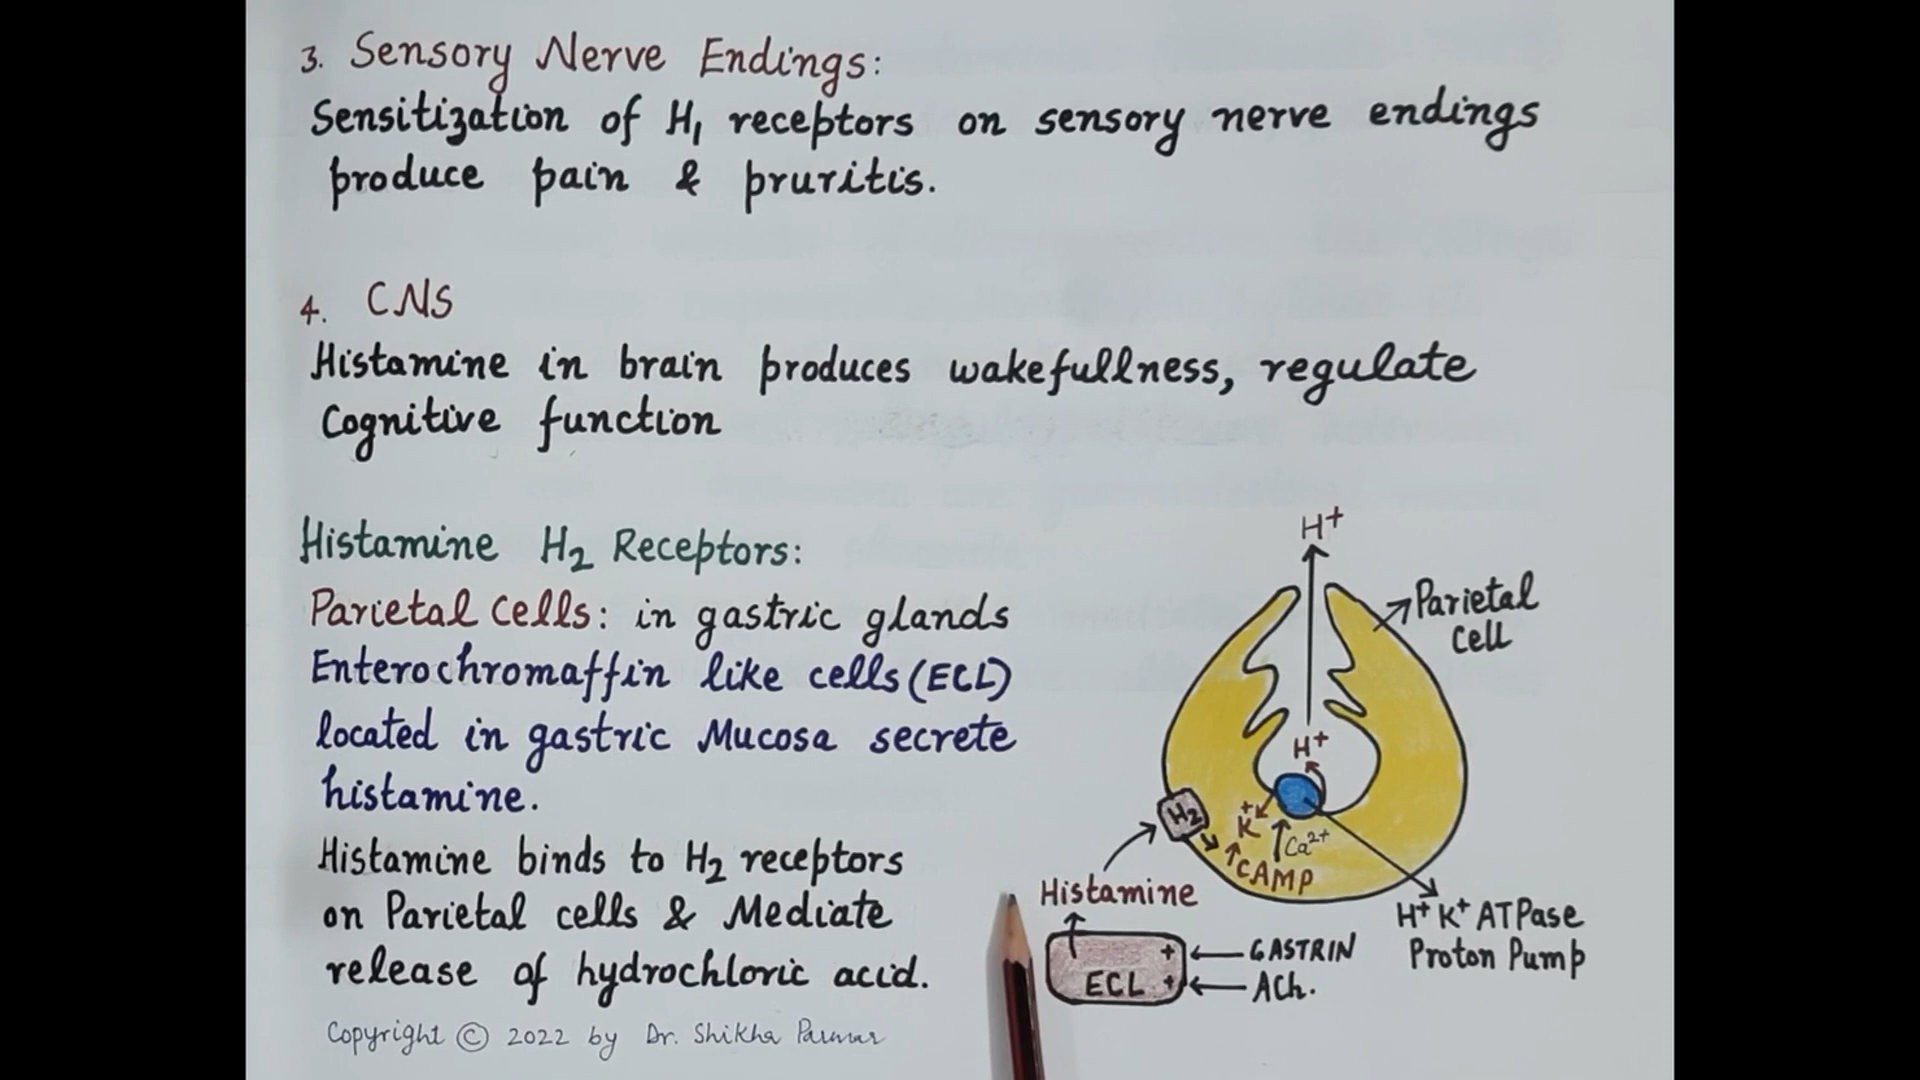 3. Sensory Nerve Endings:
Sensitization of H₁ receptors on sensory nerve endings
produce pain & pruritis.
4. CNS
Histamine in brain produces wakefullness, regulate
Cognitive function
Histamine H₂ Receptors:
Parietal cells: in gastric glands
Enterochromaffin like cells (ECL)
located in gastric Mucosa secrete
histamine.
Histamine binds to H₂ receptors
on Parietal cells & Mediate
release of hydrochloric acid.
Copyright © 2022 by Dr. Shikha Parmar
H⁺
Parietal
cell
H⁺
H₂
K⁺
↑Ca²⁺
↑cAMP
Histamine
H⁺ K⁺ ATPase
Proton Pump
ECL
+
+
GASTRIN
ACh.